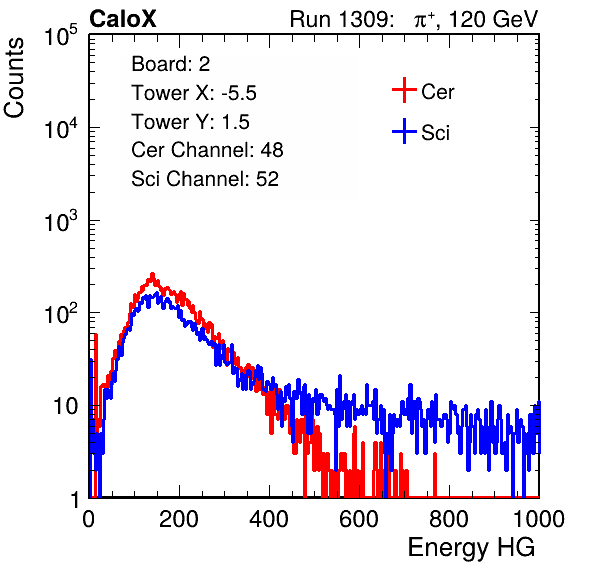 CaloX Run 1309: π⁺, 120 GeV
Board: 2
Tower X: -5.5
Tower Y: 1.5
Cer Channel: 48
Sci Channel: 52
Cer
Sci
Counts
10⁵
10⁴
10³
10²
10
1
0 200 400 600 800 1000
Energy HG